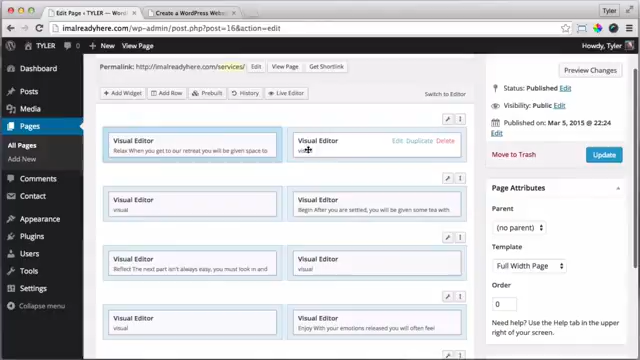 Edit Page ‹ TYLER — Wordl
Create a WordPress Websit
Tyler
imalreadyhere.com/wp-admin/post.php?post=16&action=edit
TYLER
0
New
View Page
Howdy, Tyler
Dashboard
Posts
Media
Pages
All Pages
Add New
Comments
Contact
Appearance
Plugins
Users
Tools
Settings
Collapse menu
Permalink: http://imalreadyhere.com/services/ Edit View Page Get Shortlink
Add Widget Add Row Prebuilt History Live Editor Switch to Editor
Visual Editor
Relax When you get to our retreat you will be given space to
Visual Editor Edit Duplicate Delete
Visual Editor
visual
Visual Editor
Begin After you are settled, you will be given some tea with
Visual Editor
Reflect The next part isn't always easy, you must look in and
Visual Editor
visual
Visual Editor
visual
Visual Editor
Enjoy With your emotions released you will often feel
Preview Changes
Status: Published Edit
Visibility: Public Edit
Published on: Mar 5, 2015 @ 22:24
Edit
Move to Trash Update
Page Attributes
Parent
(no parent)
Template
Full Width Page
Order
0
Need help? Use the Help tab in the upper
right of your screen.